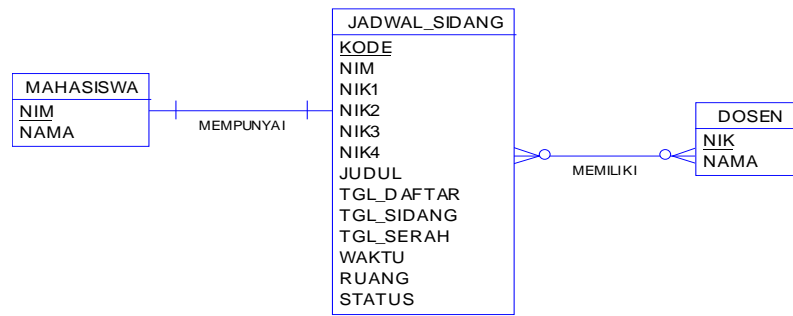 MAHASISWA
NIM
NAMA
MEMPUNYAI
JADWAL_SIDANG
KODE
NIM
NIK1
NIK2
NIK3
NIK4
JUDUL
TGL_DAFTAR
TGL_SIDANG
TGL_SERAH
WAKTU
RUANG
STATUS
MEMILIKI
DOSEN
NIK
NAMA